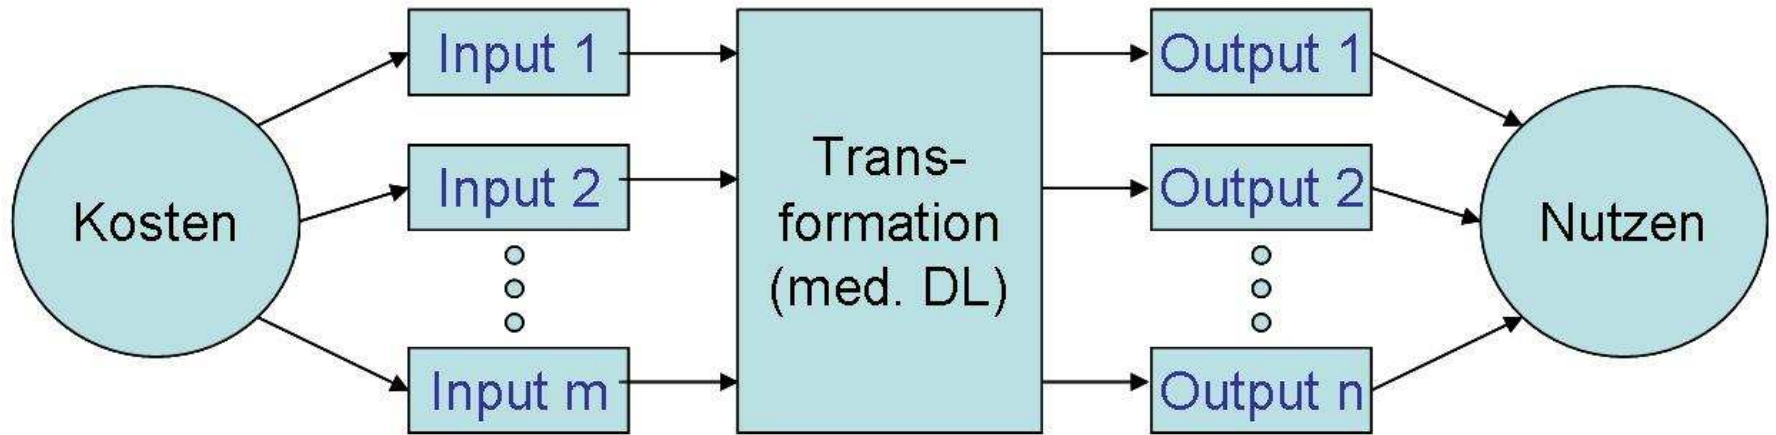 Kosten
Input 1
Input 2
Input m
Trans-
formation
(med. DL)
Output 1
Output 2
Output n
Nutzen